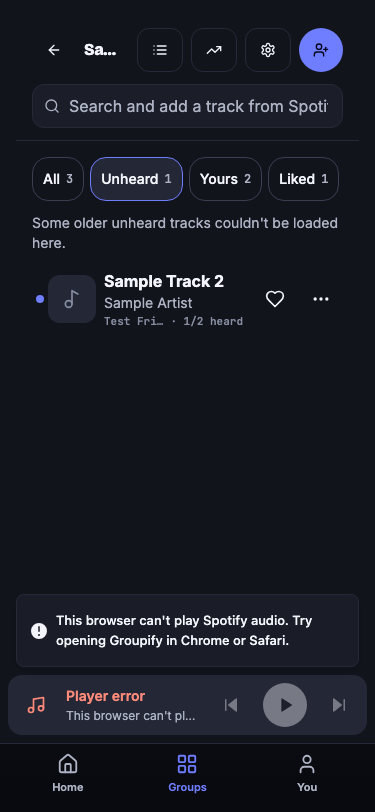 Sa...
Search and add a track from Spoti
All 3
Unheard 1
Yours 2
Liked 1
Some older unheard tracks couldn't be loaded
here.
Sample Track 2
Sample Artist
Test Fri… · 1/2 heard
This browser can't play Spotify audio. Try
opening Groupify in Chrome or Safari.
Player error
This browser can't pl...
Home
Groups
You